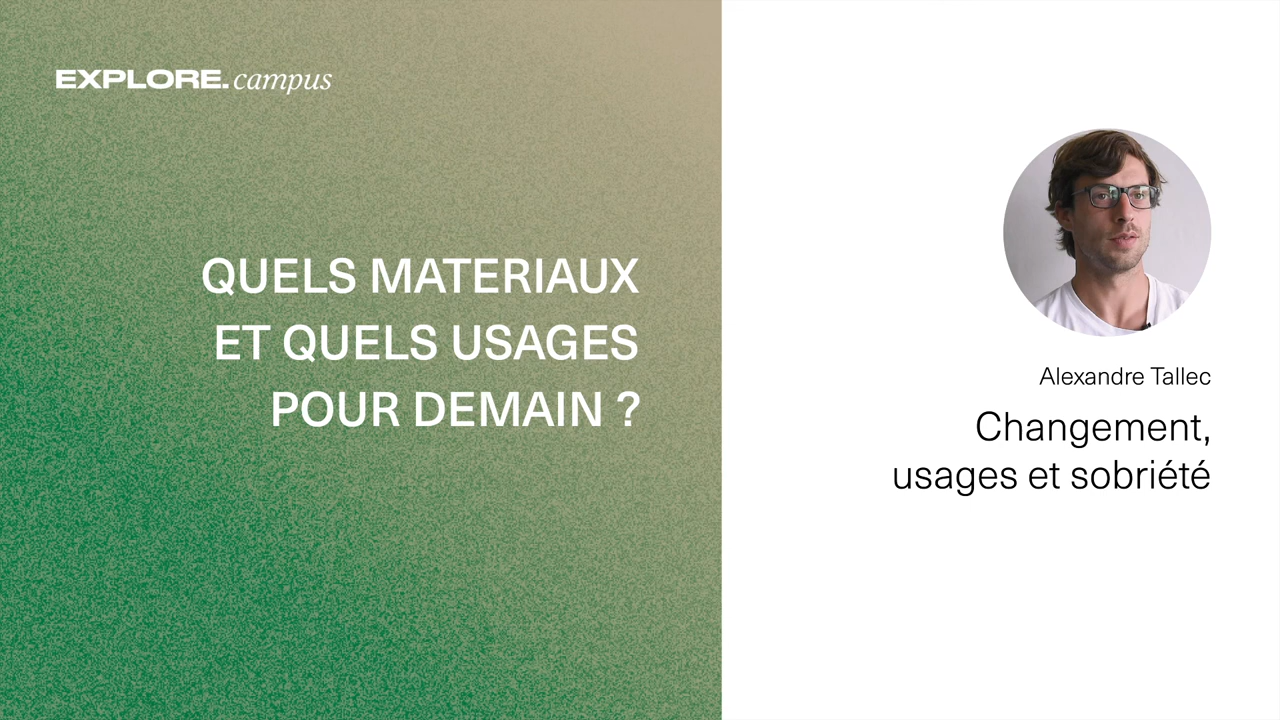 EXPLORE.campus
QUELS MATERIAUX
ET QUELS USAGES
POUR DEMAIN ?
Alexandre Tallec
Changement,
usages et sobriété